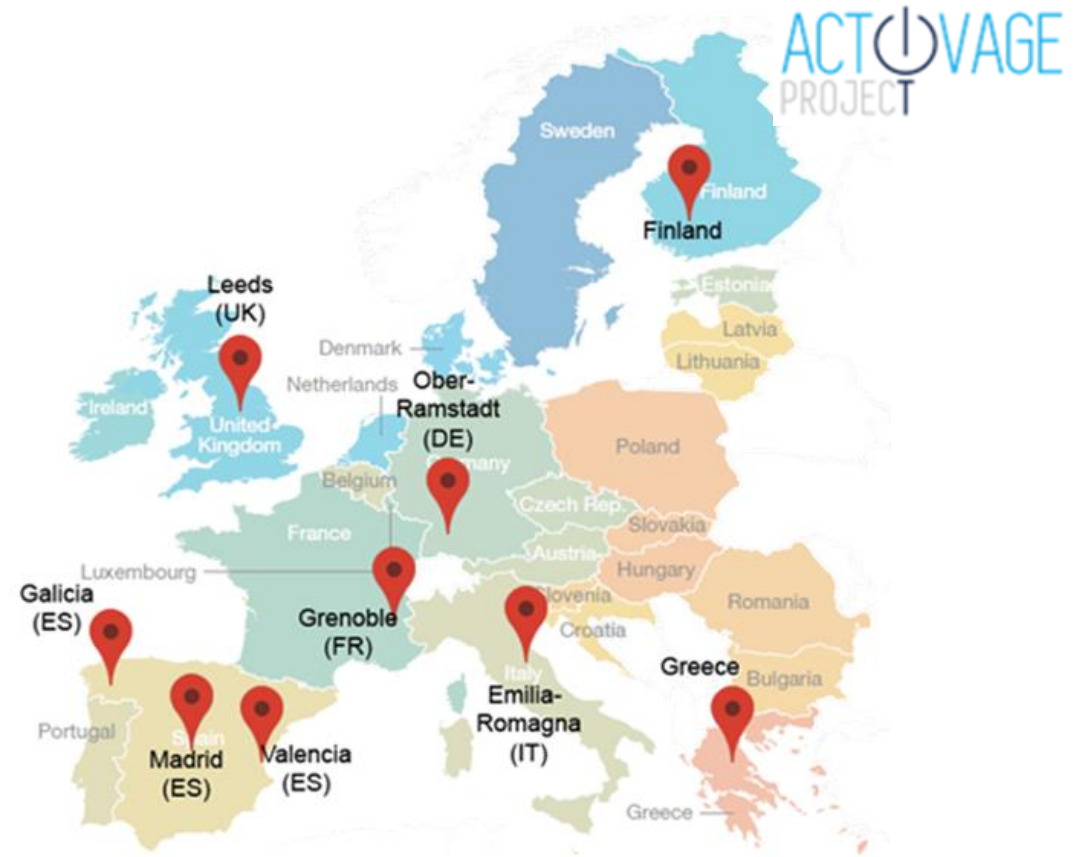 ACTIVAGE
PROJECT
Sweden
Finland
Finland
Leeds
(UK)
Estonia
Latvia
Lithuania
Denmark
Netherlands
Ober-
Ramstadt
(DE)
Ireland
United
Kingdom
Germany
Poland
Belgium
Czech Rep.
France
Slovakia
Austria
Luxembourg
Hungary
Galicia
(ES)
Slovenia
Romania
Grenoble
(FR)
Croatia
Greece
Italy
Bulgaria
Emilia-
Romagna
(IT)
Portugal
Spain
Madrid
(ES)
Valencia
(ES)
Greece